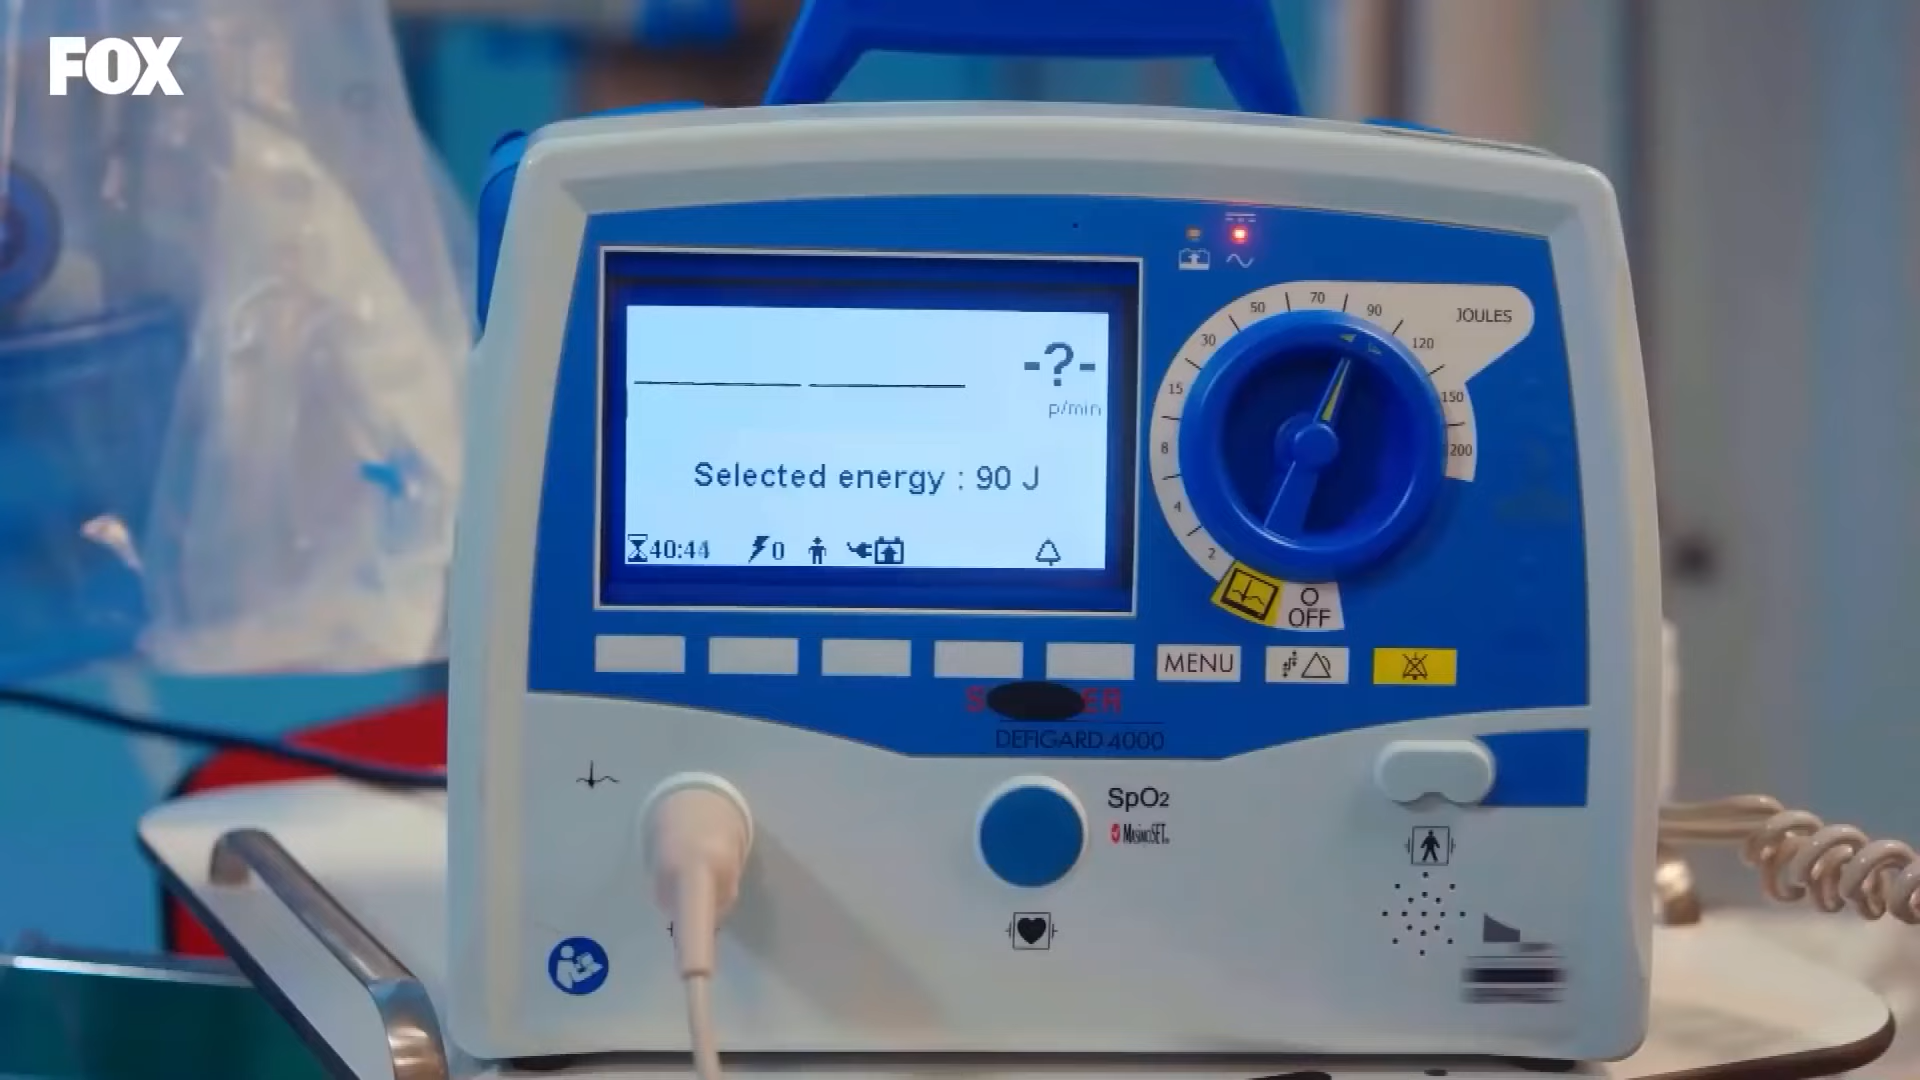 FOX
-?-
p/min
Selected energy : 90 J
40:44
0
JOULES
2
4
8
15
30
50
70
90
120
150
200
OFF
MENU
S ER
DEFIGARD 4000
SpO2
MasimoSET